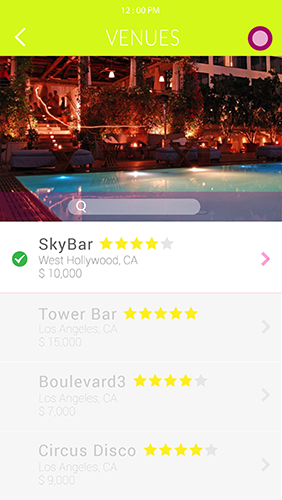 12:00 PM
VENUES
SkyBar
West Hollywood, CA
$ 10,000
Tower Bar
Los Angeles, CA
$ 15,000
Boulevard3
Los Angeles, CA
$ 7,000
Circus Disco
Los Angeles, CA
$ 9,000